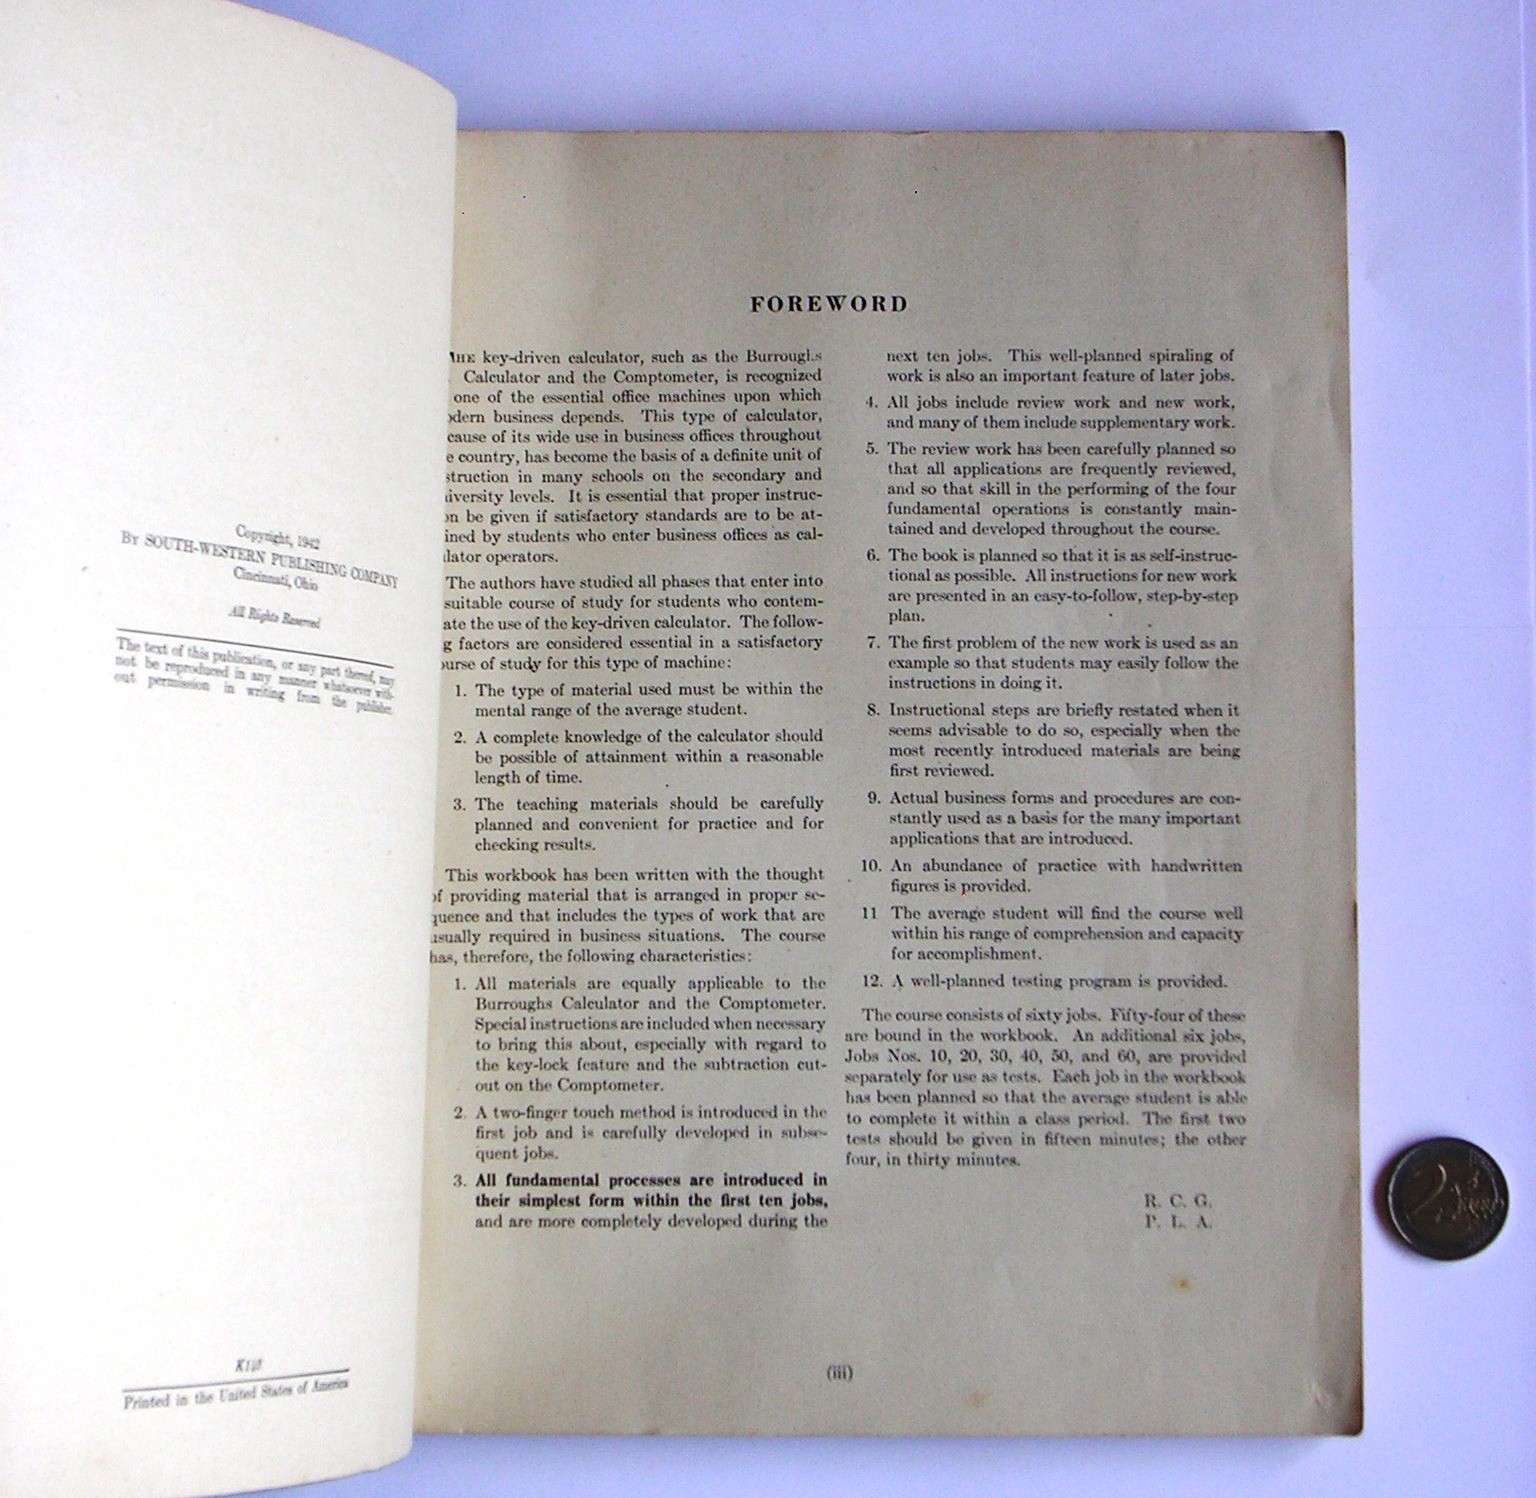 Copyright, 1942
By SOUTH-WESTERN PUBLISHING COMPANY
Cincinnati, Ohio
All Rights Reserved
The text of this publication, or any part thereof, may
not be reproduced in any manner whatsoever with-
out permission in writing from the publisher.
Printed in the United States of America
FOREWORD
HE key-driven calculator, such as the Burroughs
Calculator and the Comptometer, is recognized
one of the essential office machines upon which
dern business depends. This type of calculator,
cause of its wide use in business offices throughout
e country, has become the basis of a definite unit of
struction in many schools on the secondary and
iversity levels. It is essential that proper instruc-
on be given if satisfactory standards are to be at-
ined by students who enter business offices as cal-
lator operators.
The authors have studied all phases that enter into
suitable course of study for students who contem-
ate the use of the key-driven calculator. The follow-
g factors are considered essential in a satisfactory
ourse of study for this type of machine:
1. The type of material used must be within the
mental range of the average student.
2. A complete knowledge of the calculator should
be possible of attainment within a reasonable
length of time.
3. The teaching materials should be carefully
planned and convenient for practice and for
checking results.
This workbook has been written with the thought
of providing material that is arranged in proper se-
quence and that includes the types of work that are
usually required in business situations. The course
has, therefore, the following characteristics:
1. All materials are equally applicable to the
Burroughs Calculator and the Comptometer.
Special instructions are included when necessary
to bring this about, especially with regard to
the key-lock feature and the subtraction cut-
out on the Comptometer.
2. A two-finger touch method is introduced in the
first job and is carefully developed in subse-
quent jobs.
3. All fundamental processes are introduced in
their simplest form within the first ten jobs,
and are more completely developed during the
next ten jobs. This well-planned spiraling of
work is also an important feature of later jobs.
4. All jobs include review work and new work,
and many of them include supplementary work.
5. The review work has been carefully planned so
that all applications are frequently reviewed,
and so that skill in the performing of the four
fundamental operations is constantly main-
tained and developed throughout the course.
6. The book is planned so that it is as self-instruc-
tional as possible. All instructions for new work
are presented in an easy-to-follow, step-by-step
plan.
7. The first problem of the new work is used as an
example so that students may easily follow the
instructions in doing it.
8. Instructional steps are briefly restated when it
seems advisable to do so, especially when the
most recently introduced materials are being
first reviewed.
9. Actual business forms and procedures are con-
stantly used as a basis for the many important
applications that are introduced.
10. An abundance of practice with handwritten
figures is provided.
11 The average student will find the course well
within his range of comprehension and capacity
for accomplishment.
12. A well-planned testing program is provided.
The course consists of sixty jobs. Fifty-four of these
are bound in the workbook. An additional six jobs,
Jobs Nos. 10, 20, 30, 40, 50, and 60, are provided
separately for use as tests. Each job in the workbook
has been planned so that the average student is able
to complete it within a class period. The first two
tests should be given in fifteen minutes; the other
four, in thirty minutes.
R. C. G.
P. L. A.
(iii)
2